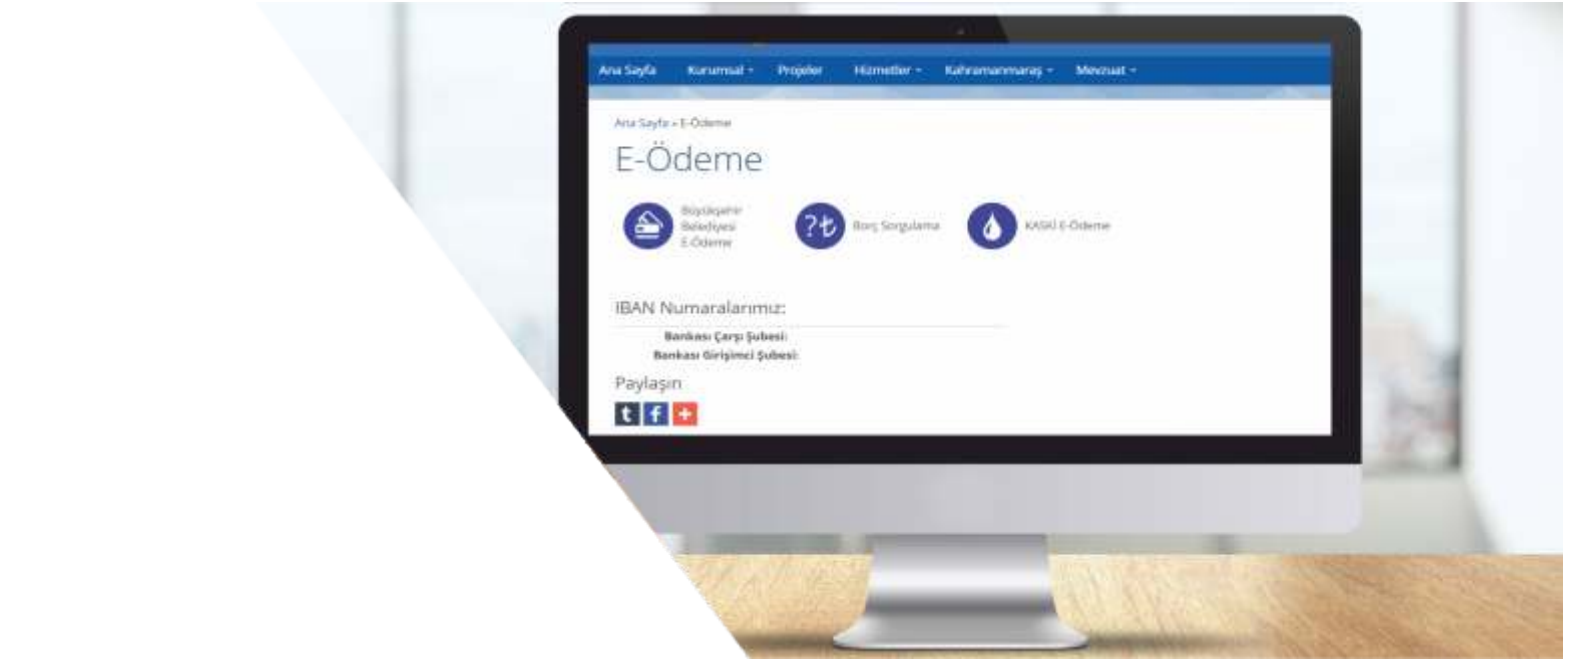 Ana Sayfa Kurumsal Projeler Hizmetler Kahramanmaraş Mevzuat
Ana Sayfa » E-Ödeme
E-Ödeme
Büyükşehir
Belediyesi
E-Ödeme
?₺ Borç Sorgulama
KASKİ E-Ödeme
IBAN Numaralarımız:
Bankası Çarşı Şubesi:
Bankası Girişimci Şubesi:
Paylaşın
t f +